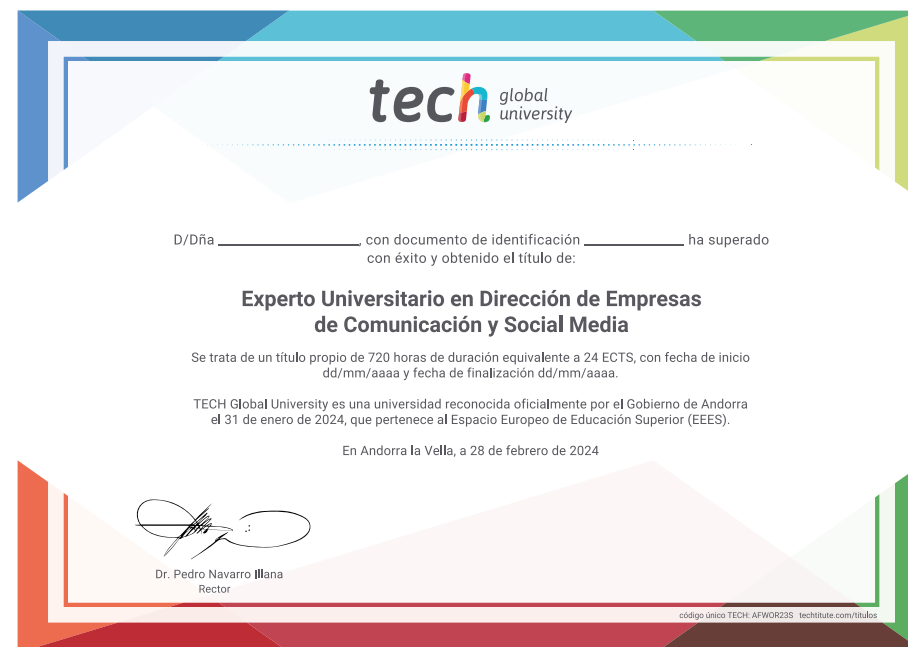 tech global university
D/Dña ____________________, con documento de identificación ______________ ha superado
con éxito y obtenido el título de:
Experto Universitario en Dirección de Empresas
de Comunicación y Social Media
Se trata de un título propio de 720 horas de duración equivalente a 24 ECTS, con fecha de inicio
dd/mm/aaaa y fecha de finalización dd/mm/aaaa.
TECH Global University es una universidad reconocida oficialmente por el Gobierno de Andorra
el 31 de enero de 2024, que pertenece al Espacio Europeo de Educación Superior (EEES).
En Andorra la Vella, a 28 de febrero de 2024
Dr. Pedro Navarro Illana
Rector
código único TECH: AFWOR23S techtitute.com/titulos